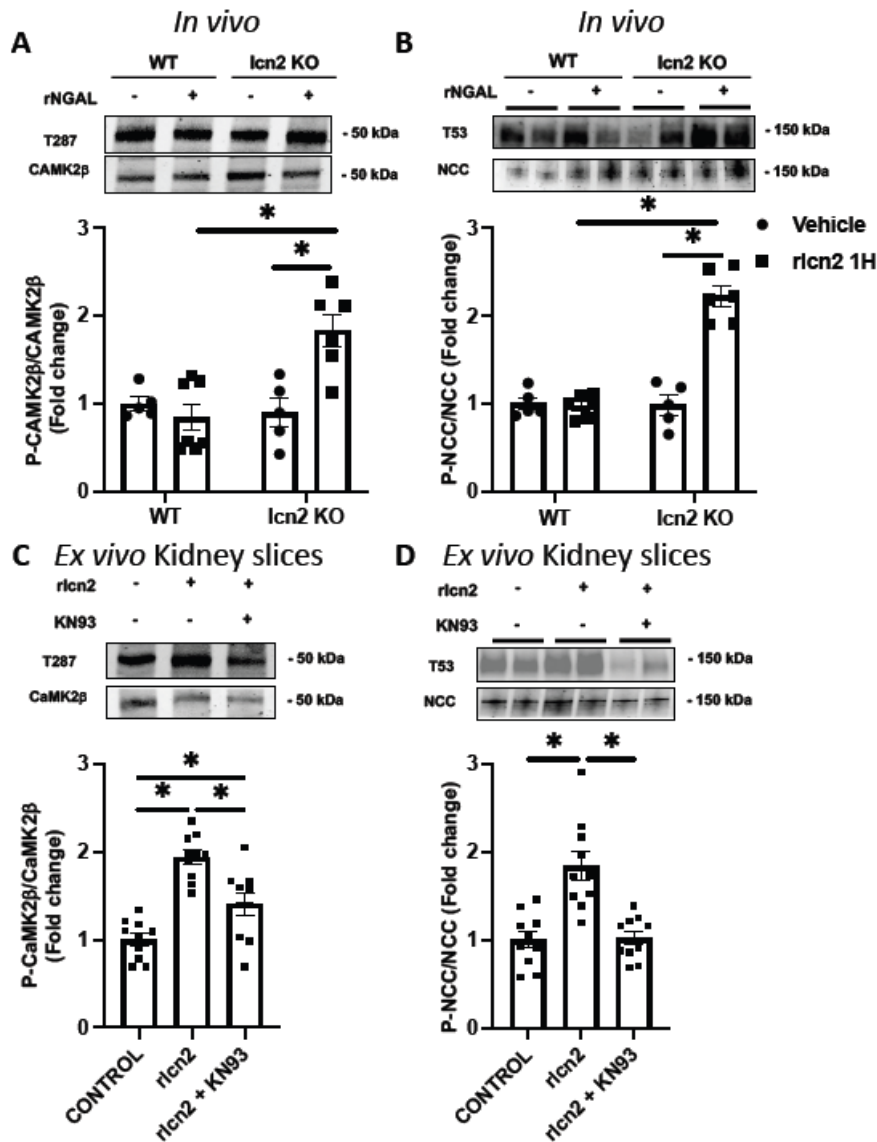 In vivo
A
WT lcn2 KO
rNGAL - + - +
T287 - 50 kDa
CAMK2β - 50 kDa
*
*
P-CAMK2β/CAMK2β
(Fold change)
3
2
1
0
WT lcn2 KO
In vivo
B
WT lcn2 KO
rNGAL - + - +
T53 - 150 kDa
NCC - 150 kDa
*
*
Vehicle
rlcn2 1H
P-NCC/NCC (Fold change)
3
2
1
0
WT lcn2 KO
C Ex vivo Kidney slices
rlcn2 - + +
KN93 - - +
T287 - 50 kDa
CaMK2β - 50 kDa
*
* *
P-CaMK2β/CaMK2β
(Fold change)
3
2
1
0
CONTROL
rlcn2
rlcn2 + KN93
D Ex vivo Kidney slices
rlcn2 - + +
KN93 - - +
T53 - 150 kDa
NCC - 150 kDa
* *
P-NCC/NCC (Fold change)
3
2
1
0
CONTROL
rlcn2
rlcn2 + KN93